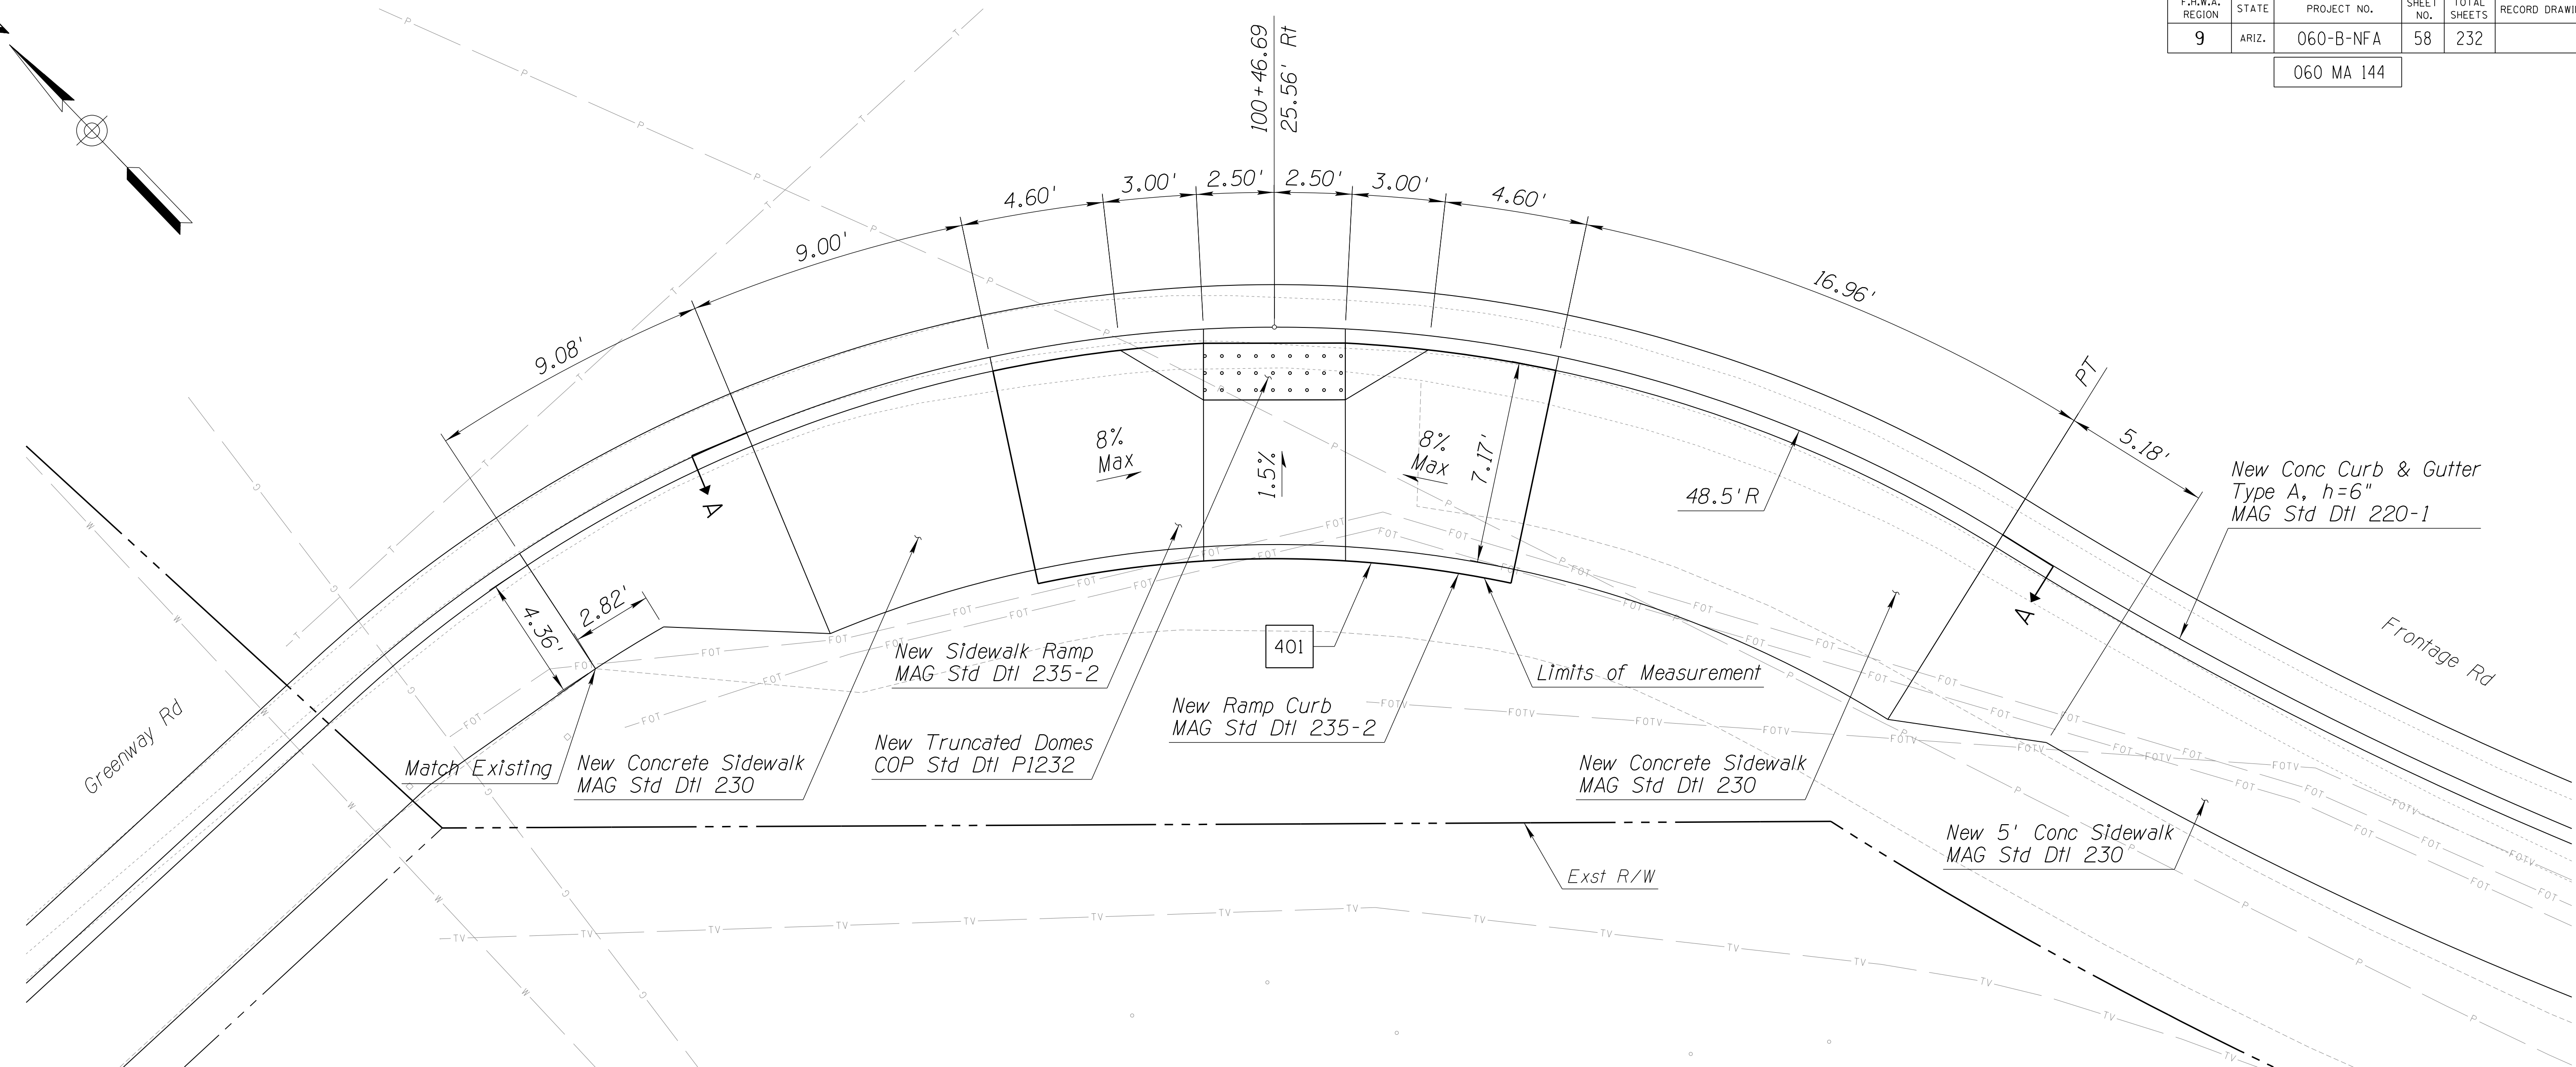 F.H.W.A. REGION
STATE
PROJECT NO.
SHEET NO.
TOTAL SHEETS
RECORD
9
ARIZ.
060-B-NFA
58
232
060 MA 144
100+46.69
25.56' Rt
9.08'
9.00'
4.60'
3.00'
2.50'
2.50'
3.00'
4.60'
16.96'
PT
5.18'
8%
Max
1.5%
8%
Max
7.17'
48.5'R
A
A
4.36'
2.82'
New Conc Curb & Gutter
Type A, h=6"
MAG Std Dtl 220-1
Frontage Rd
Greenway Rd
New Sidewalk Ramp
MAG Std Dtl 235-2
401
Limits of Measurement
New Ramp Curb
MAG Std Dtl 235-2
New Truncated Domes
COP Std Dtl P1232
Match Existing
New Concrete Sidewalk
MAG Std Dtl 230
New Concrete Sidewalk
MAG Std Dtl 230
New 5' Conc Sidewalk
MAG Std Dtl 230
Exst R/W